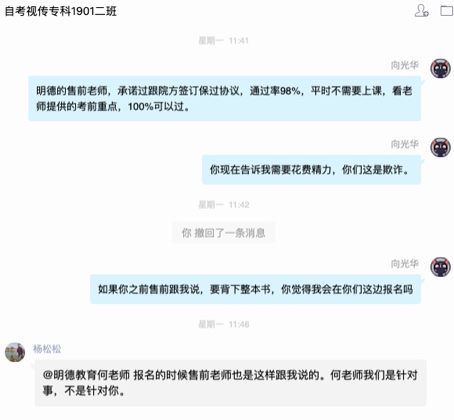 自考视传专科1901二班
星期一 11:41
向光华
明德的售前老师，承诺过跟院方签订保过协议，通过率98%，平时不需要上课，看老
师提供的考前重点，100%可以过。
向光华
你现在告诉我需要花费精力，你们这是欺诈。
星期一 11:42
你 撤回了一条消息
向光华
如果你之前售前跟我说，要背下整本书，你觉得我会在你们这边报名吗
星期一 11:46
杨松松
@明德教育何老师 报名的时候售前老师也是这样跟我说的。何老师我们是针对
事，不是针对你。